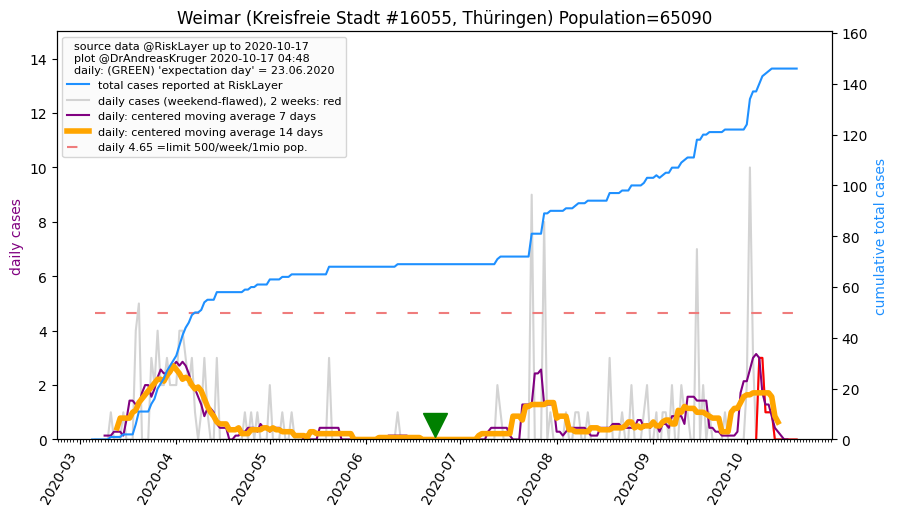 Weimar (Kreisfreie Stadt #16055, Thüringen) Population=65090
source data @RiskLayer up to 2020-10-17
plot @DrAndreasKruger 2020-10-17 04:48
daily: (GREEN) 'expectation day' = 23.06.2020
total cases reported at RiskLayer
daily cases (weekend-flawed), 2 weeks: red
daily: centered moving average 7 days
daily: centered moving average 14 days
daily 4.65 =limit 500/week/1mio pop.
daily cases
14
12
10
8
6
4
2
0
160
140
120
100
80
60
40
20
0
cumulative total cases
2020-03
2020-04
2020-05
2020-06
2020-07
2020-08
2020-09
2020-10